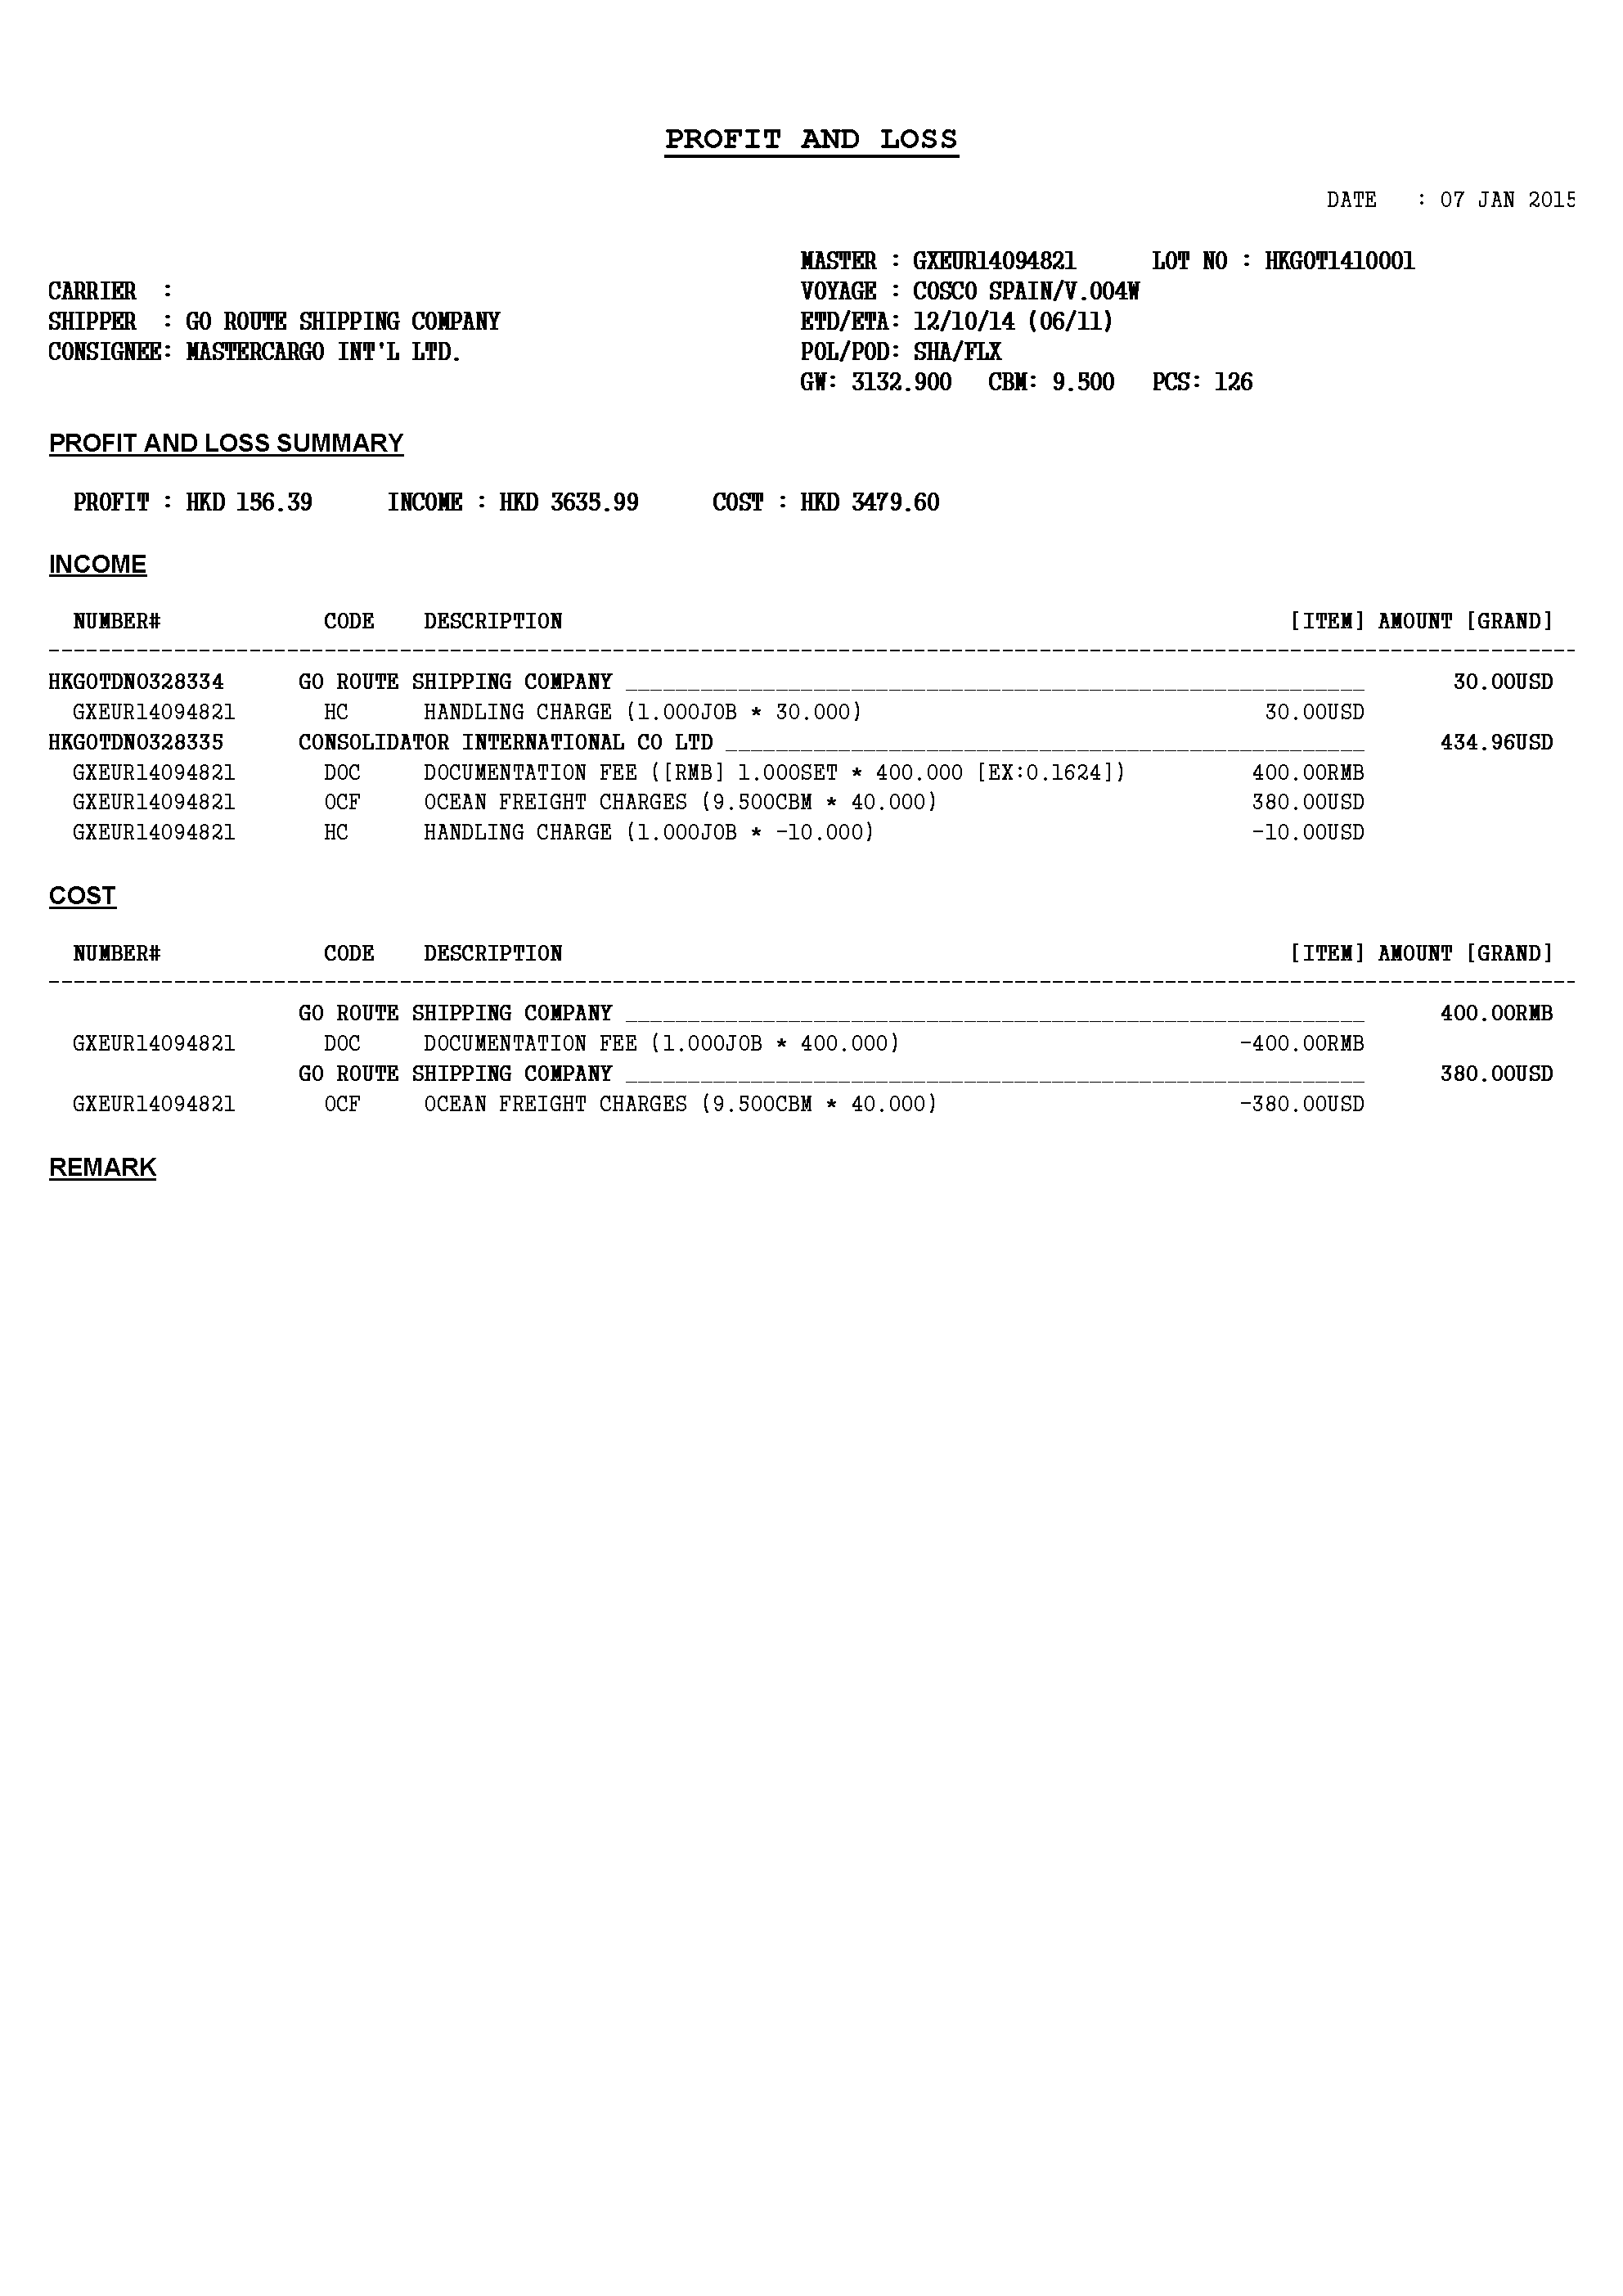 PROFIT AND LOSS
DATE : 07 JAN 2015
MASTER : GXEUR14094821 LOT NO : HKGOT1410001
CARRIER :
VOYAGE : COSCO SPAIN/V.004W
SHIPPER : GO ROUTE SHIPPING COMPANY
ETD/ETA: 12/10/14 (06/11)
CONSIGNEE: MASTERCARGO INT'L LTD.
POL/POD: SHA/FLX
GW: 3132.900 CBM: 9.500 PCS: 126
PROFIT AND LOSS SUMMARY
PROFIT : HKD 156.39 INCOME : HKD 3635.99 COST : HKD 3479.60
INCOME
NUMBER# CODE DESCRIPTION [ITEM] AMOUNT [GRAND]
HKGOTDN0328334 GO ROUTE SHIPPING COMPANY 30.00USD
GXEUR14094821 HC HANDLING CHARGE (1.000JOB * 30.000) 30.00USD
HKGOTDN0328335 CONSOLIDATOR INTERNATIONAL CO LTD 434.96USD
GXEUR14094821 DOC DOCUMENTATION FEE ([RMB] 1.000SET * 400.000 [EX:0.1624]) 400.00RMB
GXEUR14094821 OCF OCEAN FREIGHT CHARGES (9.500CBM * 40.000) 380.00USD
GXEUR14094821 HC HANDLING CHARGE (1.000JOB * -10.000) -10.00USD
COST
NUMBER# CODE DESCRIPTION [ITEM] AMOUNT [GRAND]
GO ROUTE SHIPPING COMPANY 400.00RMB
GXEUR14094821 DOC DOCUMENTATION FEE (1.000JOB * 400.000) -400.00RMB
GO ROUTE SHIPPING COMPANY 380.00USD
GXEUR14094821 OCF OCEAN FREIGHT CHARGES (9.500CBM * 40.000) -380.00USD
REMARK